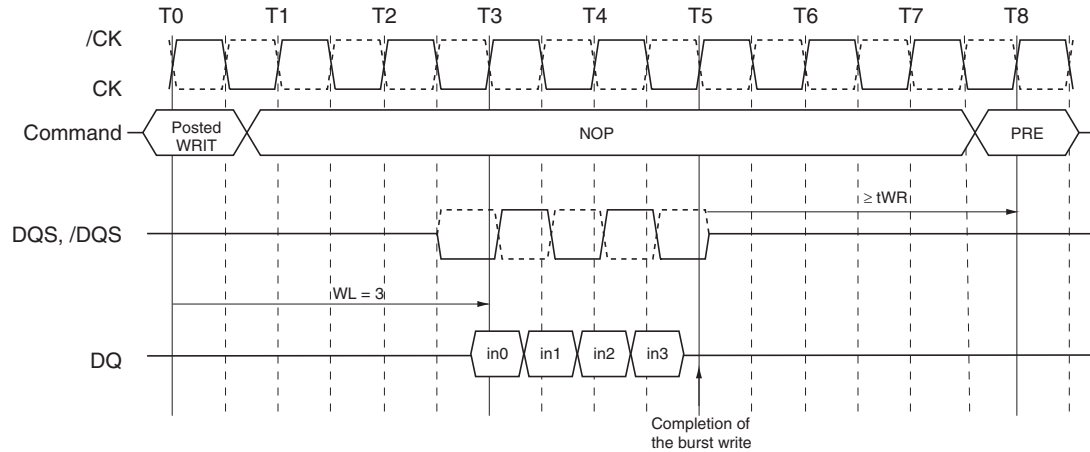 T0 T1 T2 T3 T4 T5 T6 T7 T8
/CK
CK
Command
Posted
WRIT
NOP
PRE
≥ tWR
DQS, /DQS
WL = 3
DQ
in0 in1 in2 in3
Completion of
the burst write